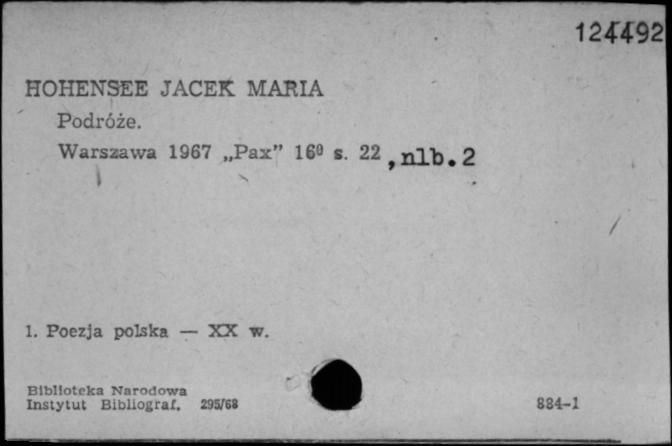 124492
HOHENSEE JACEK MARIA
Podróże.
Warszawa 1967 „Pax” 16⁰ s. 22, nlb. 2
1. Poezja polska — XX w.
Biblioteka Narodowa
Instytut Bibliograf. 295/68
884-1